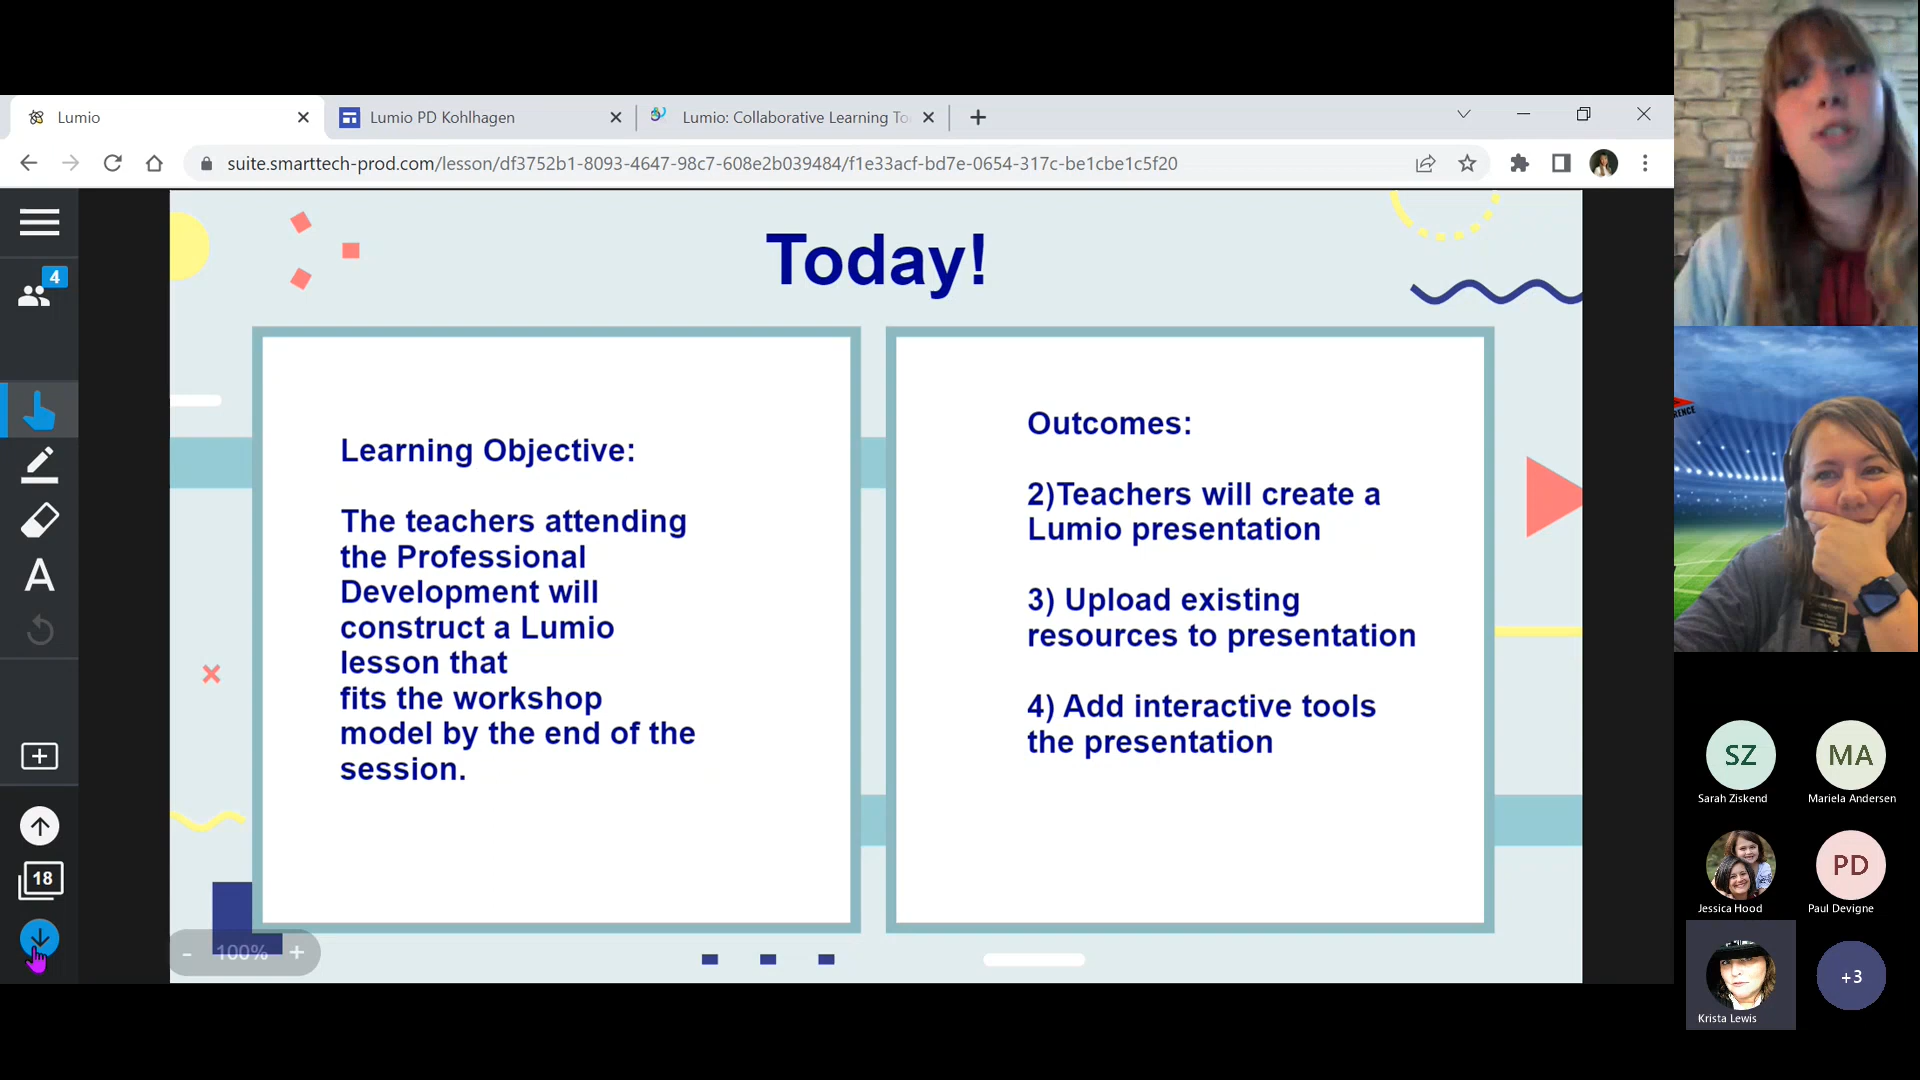 Lumio
Lumio PD Kohlhagen
Lumio: Collaborative Learning To
suite.smarttech-prod.com/lesson/df3752b1-8093-4647-98c7-608e2b039484/f1e33acf-bd7e-0654-317c-be1cbe1c5f20
4
Today!
Learning Objective:
The teachers attending
the Professional
Development will
construct a Lumio
lesson that
fits the workshop
model by the end of the
session.
Outcomes:
2)Teachers will create a
Lumio presentation
3) Upload existing
resources to presentation
4) Add interactive tools
the presentation
A
18
- 100% +
SZ
Sarah Ziskend
MA
Mariela Andersen
Jessica Hood
PD
Paul Devigne
Krista Lewis
+3